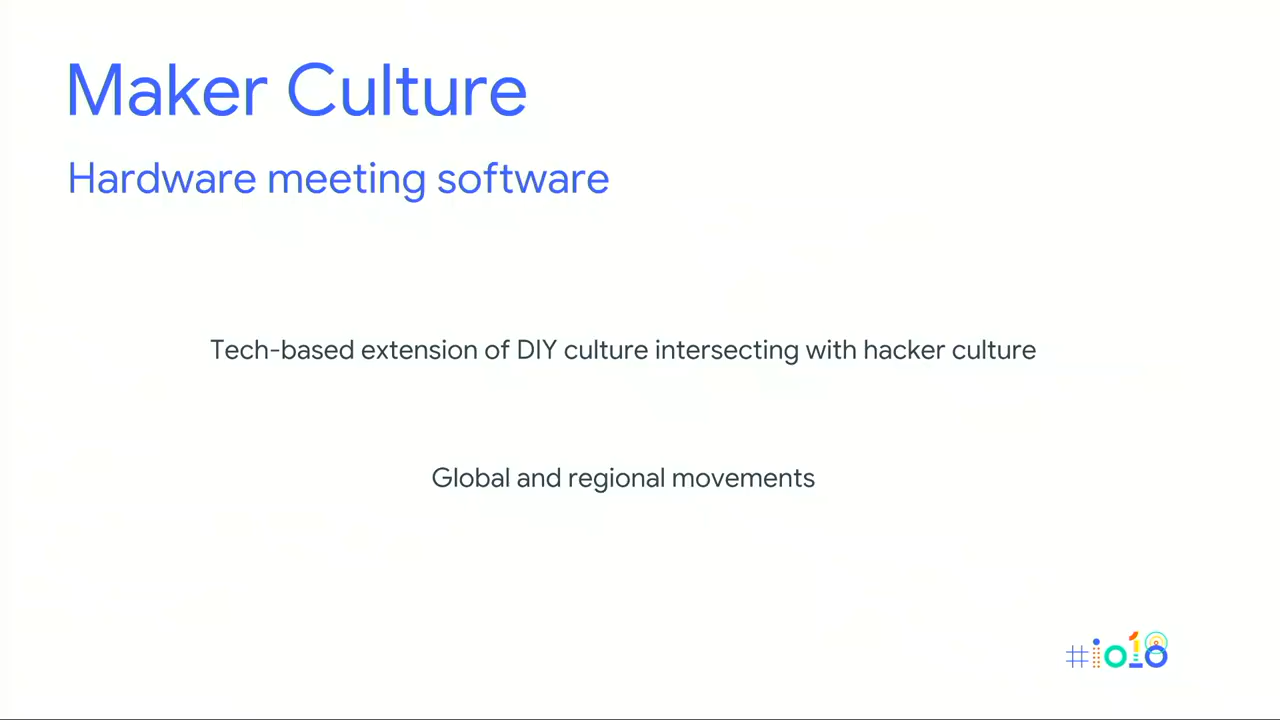 Maker Culture
Hardware meeting software
Tech-based extension of DIY culture intersecting with hacker culture
Global and regional movements
#io18